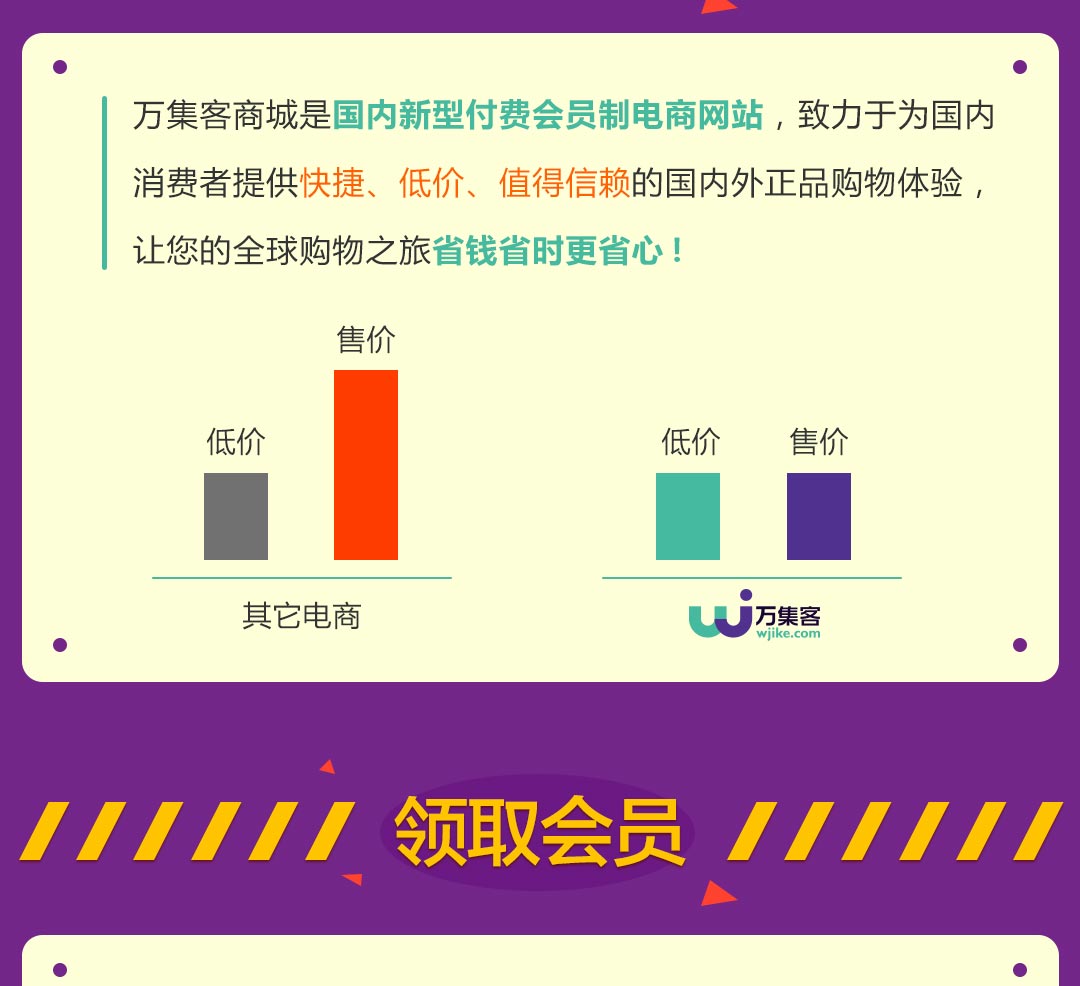 万集客商城是国内新型付费会员制电商网站，致力于为国内
消费者提供快捷、低价、值得信赖的国内外正品购物体验，
让您的全球购物之旅省钱省时更省心！
售价
低价
低价
售价
其它电商
万集客
wjike.com
领取会员